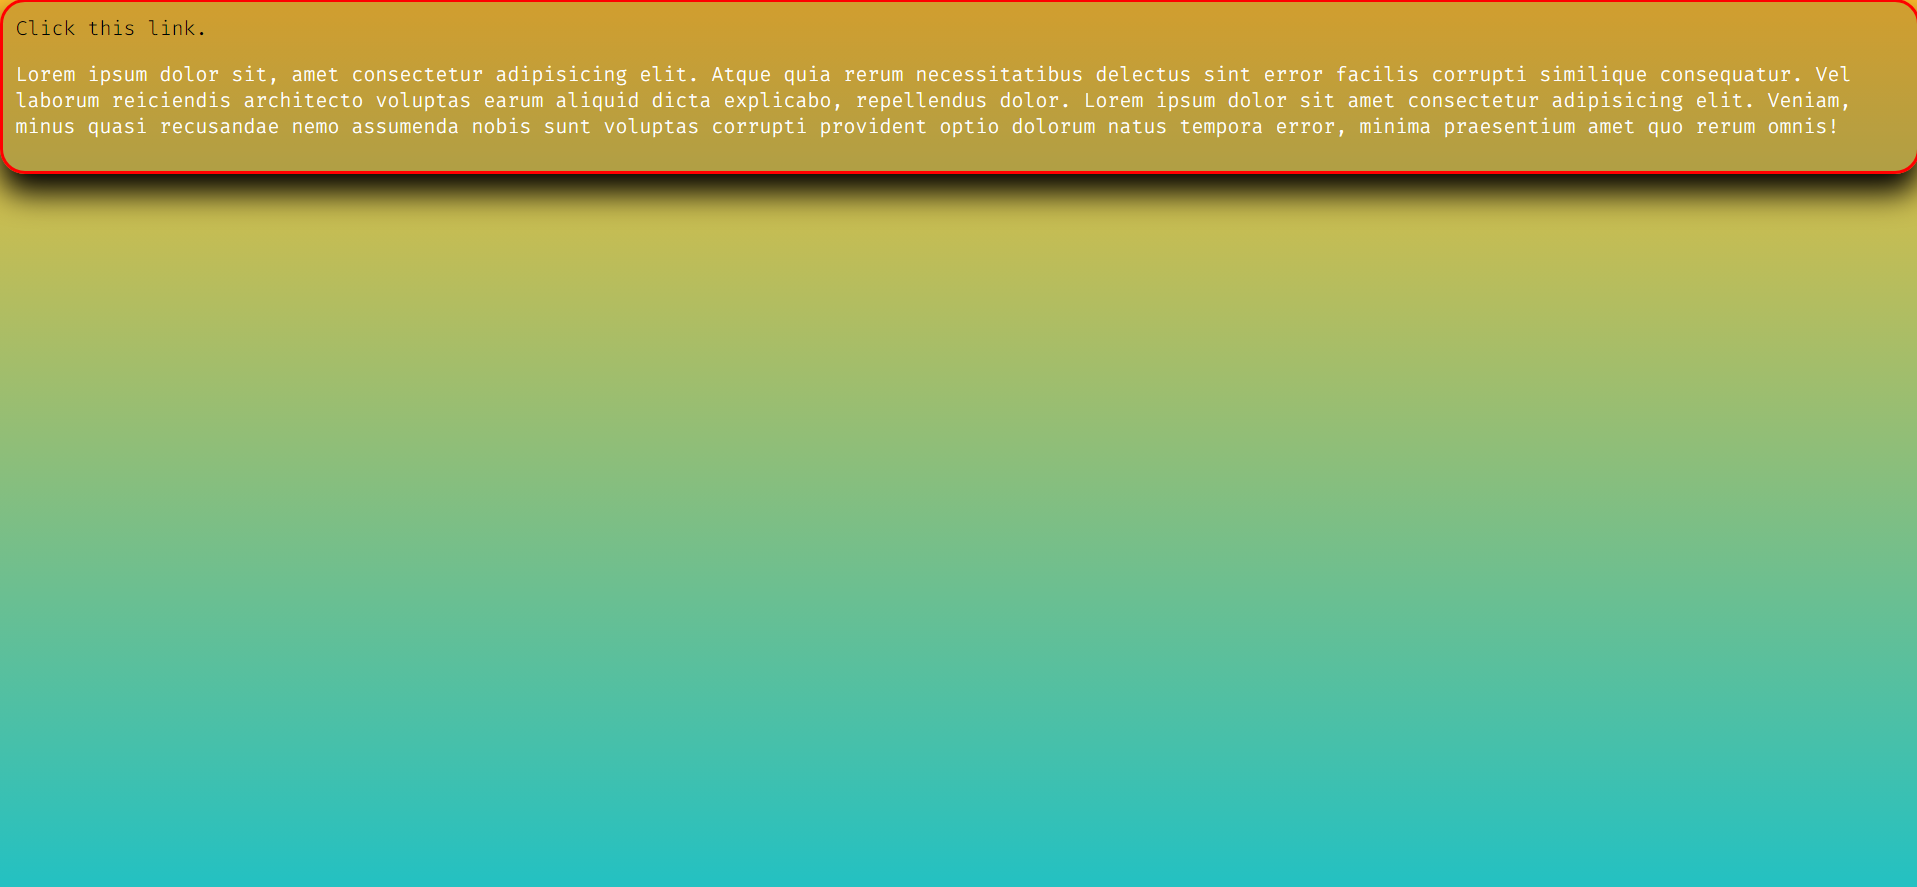 Click this link.
Lorem ipsum dolor sit, amet consectetur adipisicing elit. Atque quia rerum necessitatibus delectus sint error facilis corrupti similique consequatur. Vel
laborum reiciendis architecto voluptas earum aliquid dicta explicabo, repellendus dolor. Lorem ipsum dolor sit amet consectetur adipisicing elit. Veniam,
minus quasi recusandae nemo assumenda nobis sunt voluptas corrupti provident optio dolorum natus tempora error, minima praesentium amet quo rerum omnis!